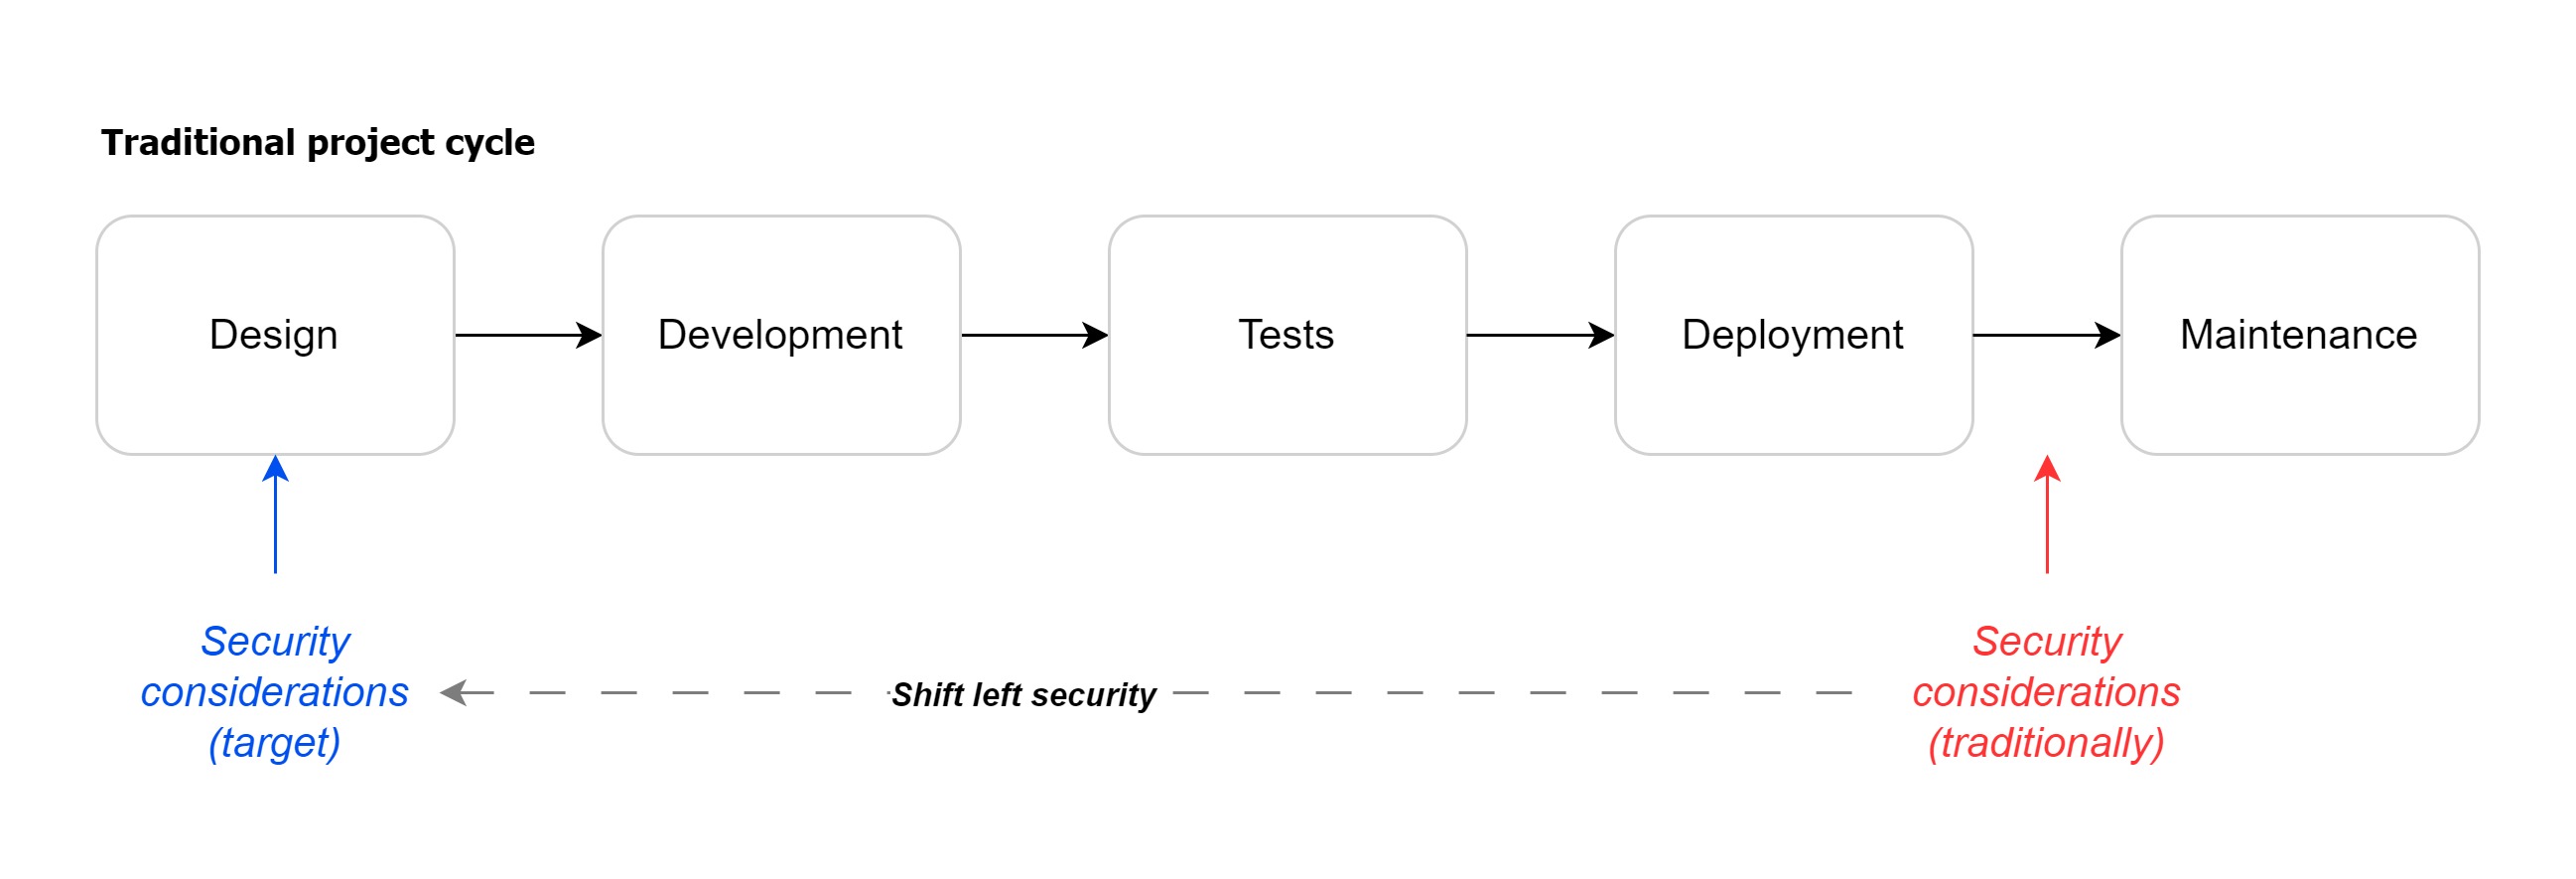 Traditional project cycle
Design
Development
Tests
Deployment
Maintenance
Security
considerations
(target)
Shift left security
Security
considerations
(traditionally)